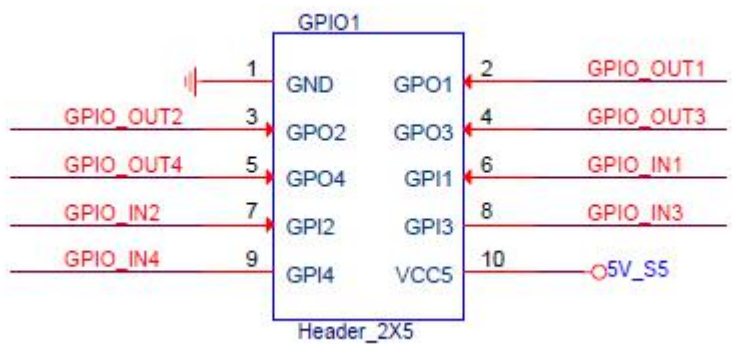 GPIO1
1 GND GPO1 2 GPIO_OUT1
GPIO_OUT2 3 GPO2 GPO3 4 GPIO_OUT3
GPIO_OUT4 5 GPO4 GPI1 6 GPIO_IN1
GPIO_IN2 7 GPI2 GPI3 8 GPIO_IN3
GPIO_IN4 9 GPI4 VCC5 10 5V_S5
Header_2X5